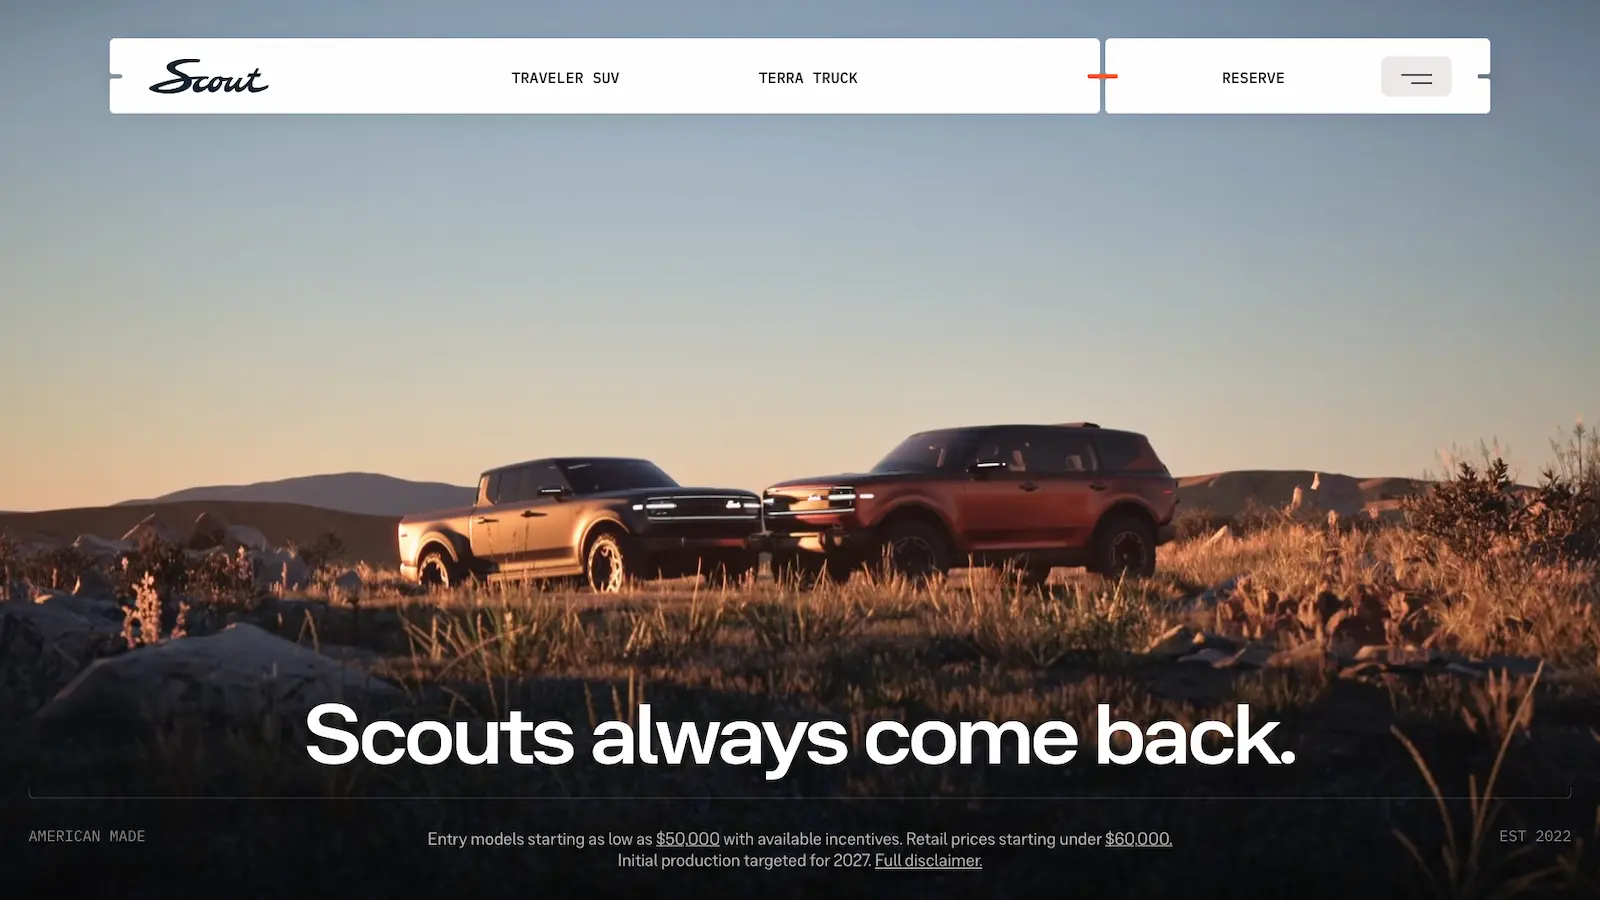 Scout
TRAVELER SUV
TERRA TRUCK
RESERVE
Scouts always come back.
AMERICAN MADE
Entry models starting as low as $50,000 with available incentives. Retail prices starting under $60,000.
Initial production targeted for 2027. Full disclaimer.
EST 2022